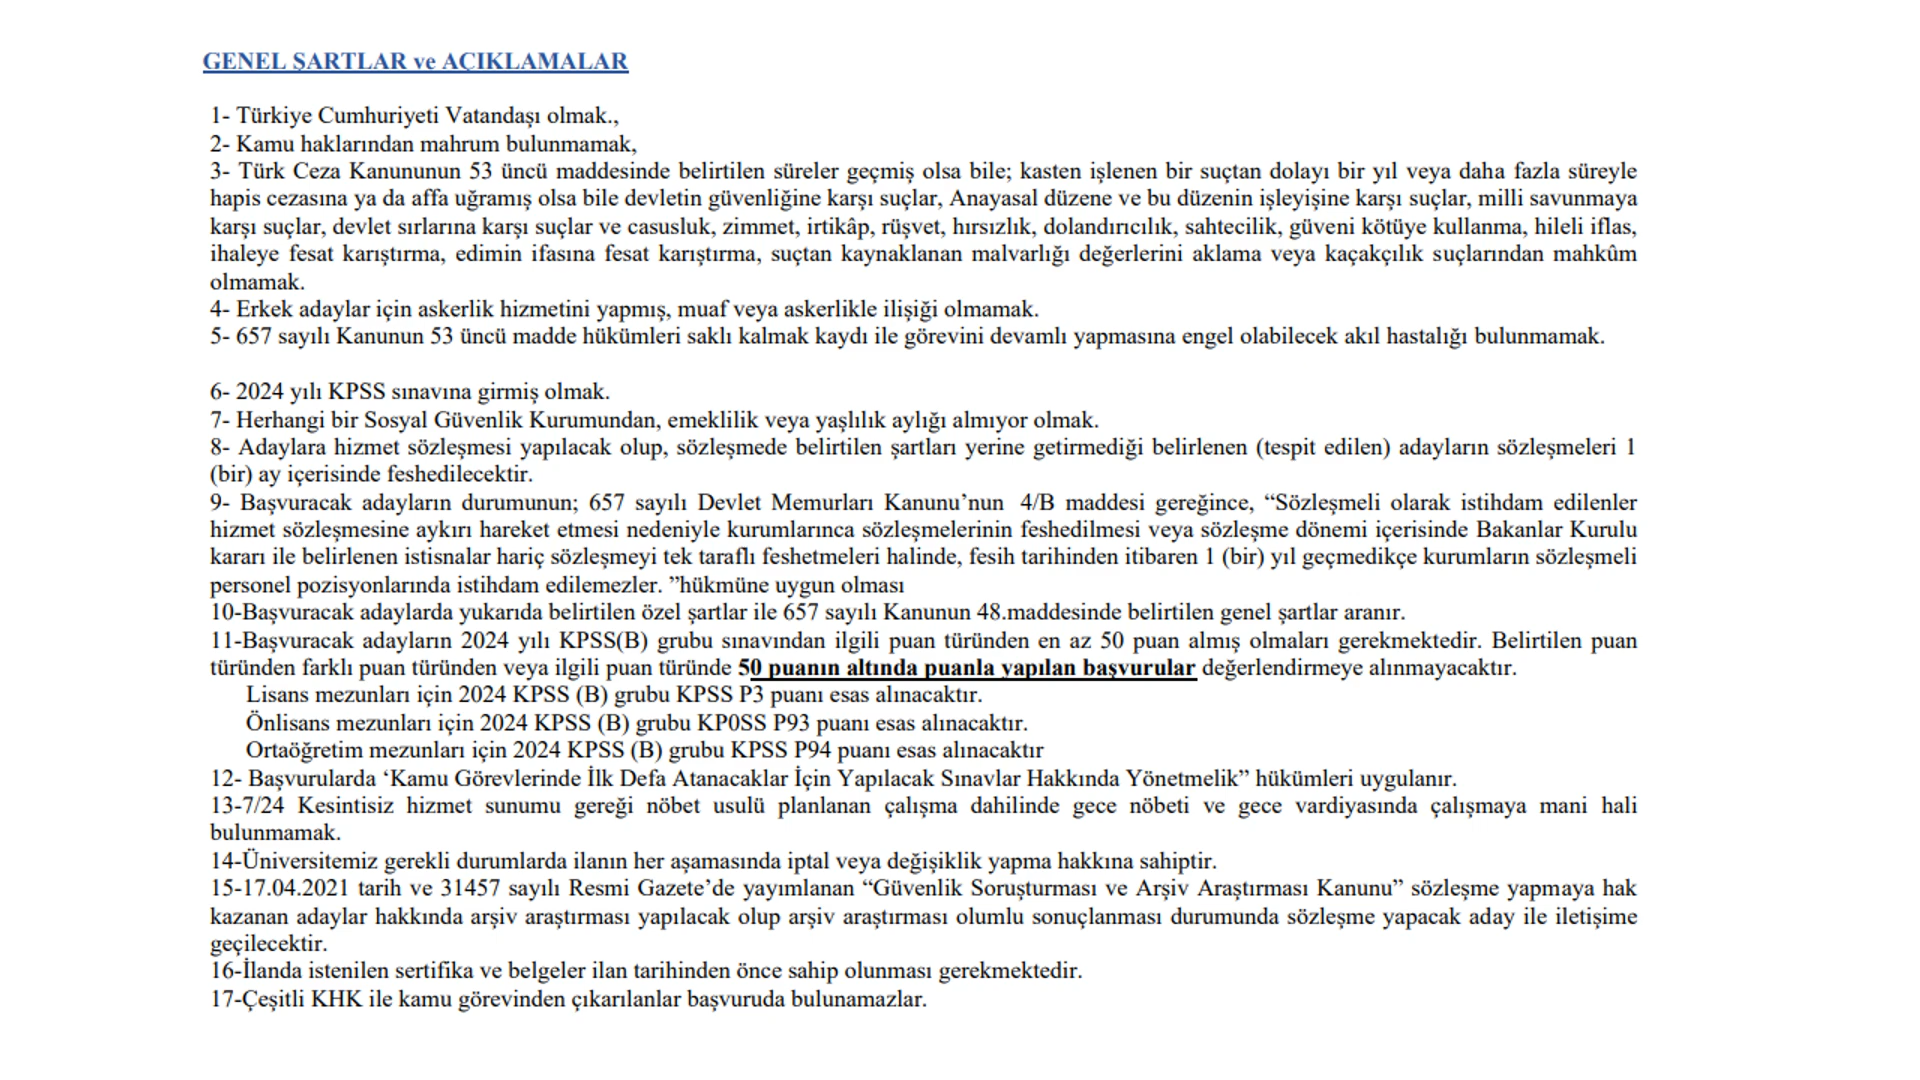 GENEL ŞARTLAR ve AÇIKLAMALAR
1- Türkiye Cumhuriyeti Vatandaşı olmak.,
2- Kamu haklarından mahrum bulunmamak,
3- Türk Ceza Kanununun 53 üncü maddesinde belirtilen süreler geçmiş olsa bile; kasten işlenen bir suçtan dolayı bir yıl veya daha fazla süreyle
hapis cezasına ya da affa uğramış olsa bile devletin güvenliğine karşı suçlar, Anayasal düzene ve bu düzenin işleyişine karşı suçlar, milli savunmaya
karşı suçlar, devlet sırlarına karşı suçlar ve casusluk, zimmet, irtikâp, rüşvet, hırsızlık, dolandırıcılık, sahtecilik, güveni kötüye kullanma, hileli iflas,
ihaleye fesat karıştırma, edimin ifasına fesat karıştırma, suçtan kaynaklanan malvarlığı değerlerini aklama veya kaçakçılık suçlarından mahkûm
olmamak.
4- Erkek adaylar için askerlik hizmetini yapmış, muaf veya askerlikle ilişiği olmamak.
5- 657 sayılı Kanunun 53 üncü madde hükümleri saklı kalmak kaydı ile görevini devamlı yapmasına engel olabilecek akıl hastalığı bulunmamak.
6- 2024 yılı KPSS sınavına girmiş olmak.
7- Herhangi bir Sosyal Güvenlik Kurumundan, emeklilik veya yaşlılık aylığı almıyor olmak.
8- Adaylara hizmet sözleşmesi yapılacak olup, sözleşmede belirtilen şartları yerine getirmediği belirlenen (tespit edilen) adayların sözleşmeleri 1
(bir) ay içerisinde feshedilecektir.
9- Başvuracak adayların durumunun; 657 sayılı Devlet Memurları Kanunu’nun 4/B maddesi gereğince, “Sözleşmeli olarak istihdam edilenler
hizmet sözleşmesine aykırı hareket etmesi nedeniyle kurumlarınca sözleşmelerinin feshedilmesi veya sözleşme dönemi içerisinde Bakanlar Kurulu
kararı ile belirlenen istisnalar hariç sözleşmeyi tek taraflı feshetmeleri halinde, fesih tarihinden itibaren 1 (bir) yıl geçmedikçe kurumların sözleşmeli
personel pozisyonlarında istihdam edilemezler. ”hükmüne uygun olması
10-Başvuracak adaylarda yukarıda belirtilen özel şartlar ile 657 sayılı Kanunun 48.maddesinde belirtilen genel şartlar aranır.
11-Başvuracak adayların 2024 yılı KPSS(B) grubu sınavından ilgili puan türünden en az 50 puan almış olmaları gerekmektedir. Belirtilen puan
türünden farklı puan türünden veya ilgili puan türünde 50 puanın altında puanla yapılan başvurular değerlendirmeye alınmayacaktır.
Lisans mezunları için 2024 KPSS (B) grubu KPSS P3 puanı esas alınacaktır.
Önlisans mezunları için 2024 KPSS (B) grubu KP0SS P93 puanı esas alınacaktır.
Ortaöğretim mezunları için 2024 KPSS (B) grubu KPSS P94 puanı esas alınacaktır
12- Başvurularda ‘Kamu Görevlerinde İlk Defa Atanacaklar İçin Yapılacak Sınavlar Hakkında Yönetmelik” hükümleri uygulanır.
13-7/24 Kesintisiz hizmet sunumu gereği nöbet usulü planlanan çalışma dahilinde gece nöbeti ve gece vardiyasında çalışmaya mani hali
bulunmamak.
14-Üniversitemiz gerekli durumlarda ilanın her aşamasında iptal veya değişiklik yapma hakkına sahiptir.
15-17.04.2021 tarih ve 31457 sayılı Resmi Gazete’de yayımlanan “Güvenlik Soruşturması ve Arşiv Araştırması Kanunu” sözleşme yapmaya hak
kazanan adaylar hakkında arşiv araştırması yapılacak olup arşiv araştırması olumlu sonuçlanması durumunda sözleşme yapacak aday ile iletişime
geçilecektir.
16-İlanda istenilen sertifika ve belgeler ilan tarihinden önce sahip olunması gerekmektedir.
17-Çeşitli KHK ile kamu görevinden çıkarılanlar başvuruda bulunamazlar.